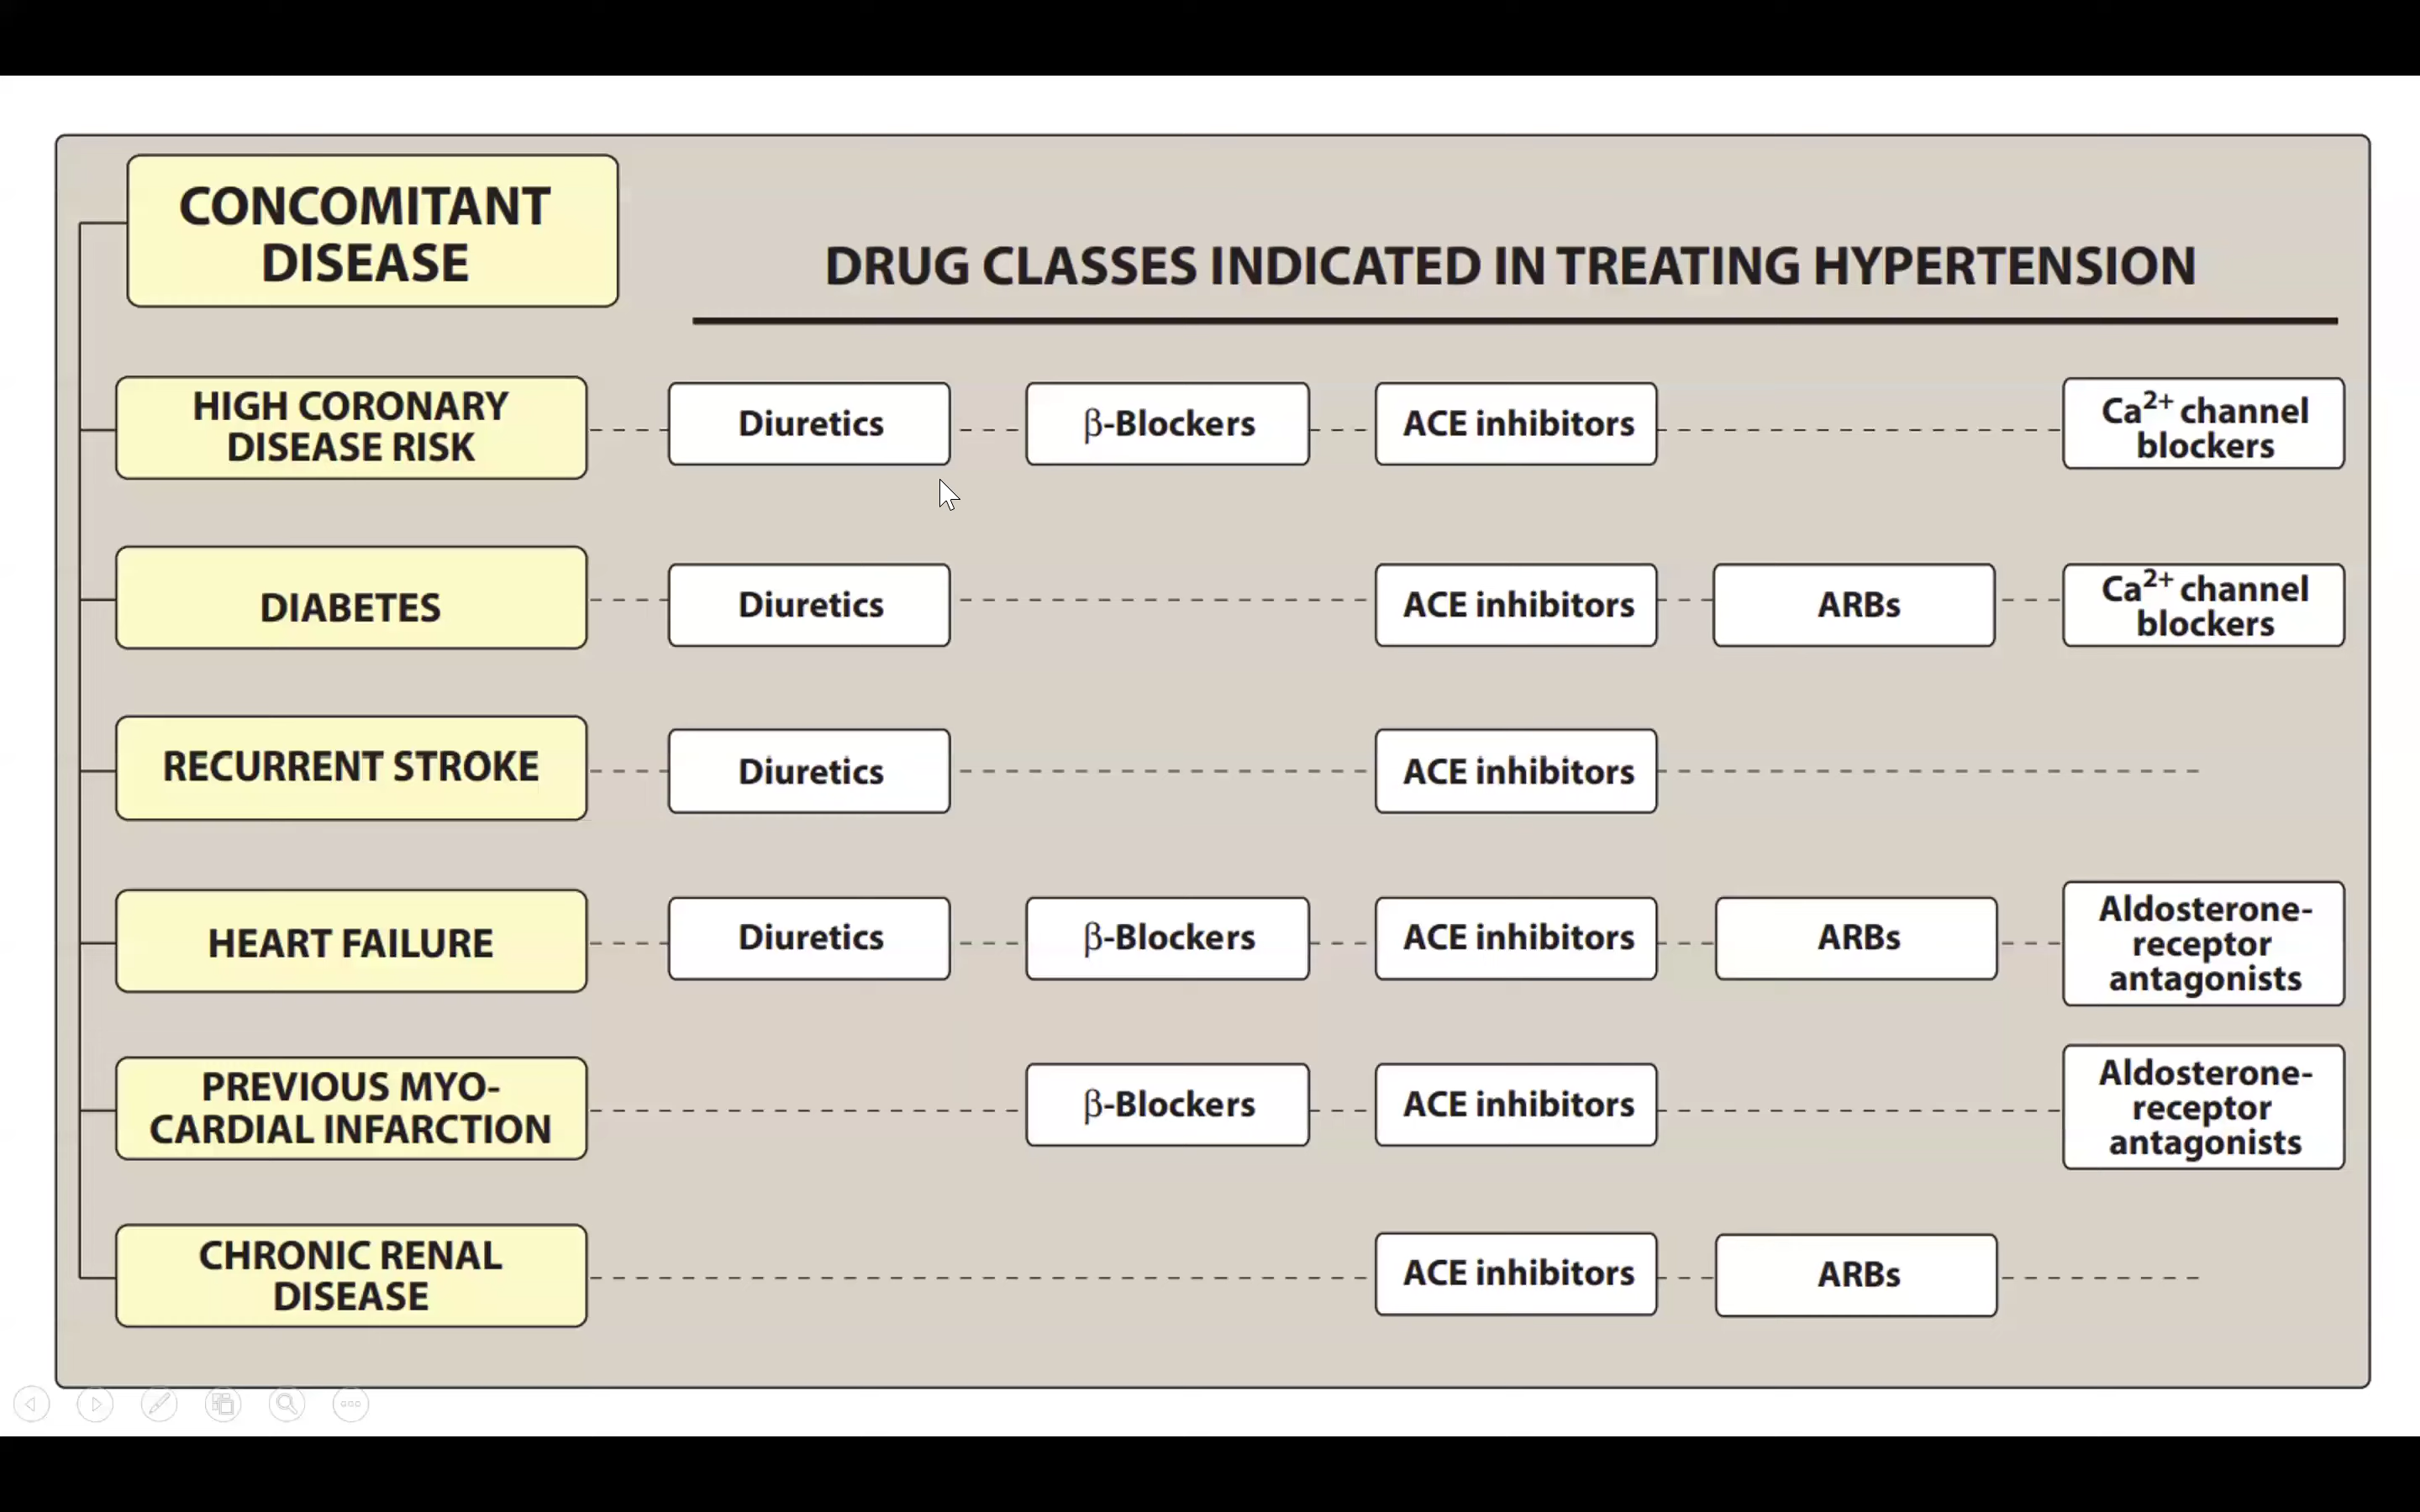 CONCOMITANT
DISEASE
DRUG CLASSES INDICATED IN TREATING HYPERTENSION
HIGH CORONARY
DISEASE RISK
Diuretics
β-Blockers
ACE inhibitors
Ca2+ channel
blockers
DIABETES
Diuretics
ACE inhibitors
ARBs
Ca2+ channel
blockers
RECURRENT STROKE
Diuretics
ACE inhibitors
HEART FAILURE
Diuretics
β-Blockers
ACE inhibitors
ARBs
Aldosterone-
receptor
antagonists
PREVIOUS MYO-
CARDIAL INFARCTION
β-Blockers
ACE inhibitors
Aldosterone-
receptor
antagonists
CHRONIC RENAL
DISEASE
ACE inhibitors
ARBs